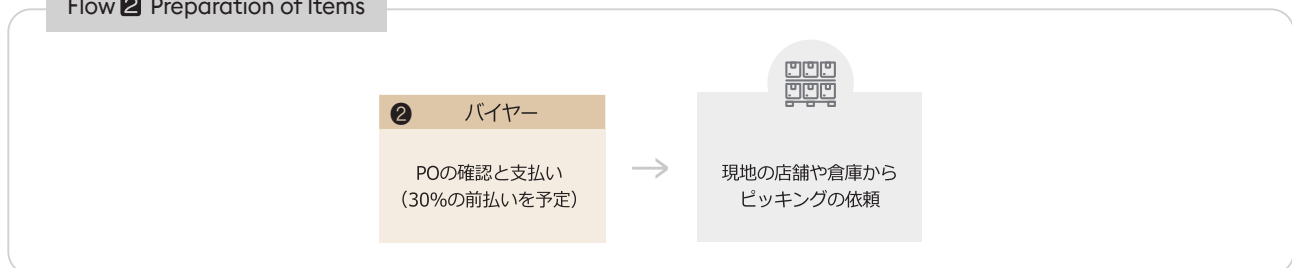 Flow 2 Preparation of Items
❷ バイヤー
POの確認と支払い
（30%の前払いを予定）
→
現地の店舗や倉庫から
ピッキングの依頼